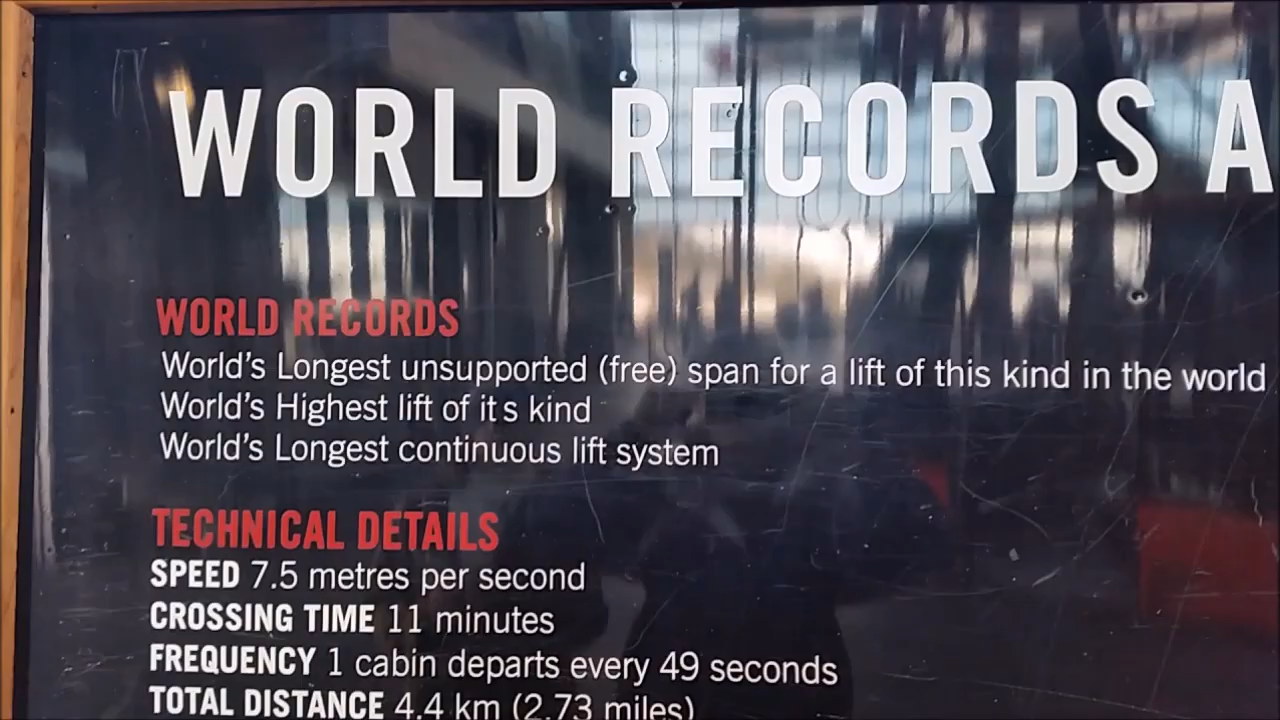 WORLD RECORDS A
WORLD RECORDS
World's Longest unsupported (free) span for a lift of this kind in the world
World's Highest lift of its kind
World's Longest continuous lift system
TECHNICAL DETAILS
SPEED 7.5 metres per second
CROSSING TIME 11 minutes
FREQUENCY 1 cabin departs every 49 seconds
TOTAL DISTANCE 4.4 km (2.73 miles)